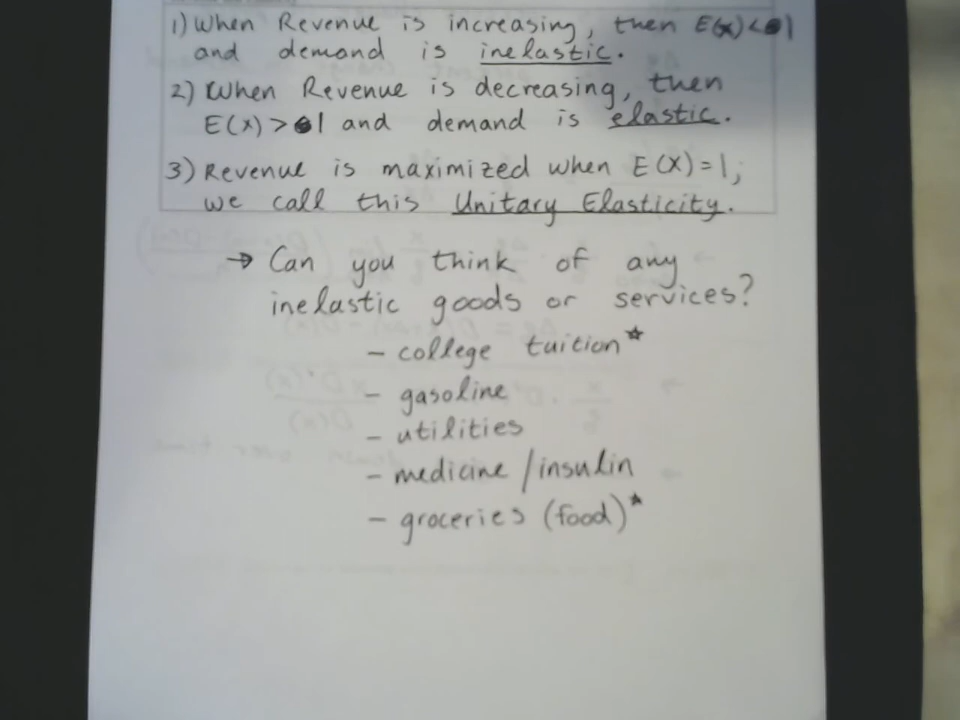 1) When Revenue is increasing, then E(x) < 1
and demand is inelastic.
2) When Revenue is decreasing, then
E(x) > 1 and demand is elastic.
3) Revenue is maximized when E(x) = 1,
we call this Unitary Elasticity.
→ Can you think of any
inelastic goods or services?
- college tuition*
- gasoline
- utilities
- medicine / insulin
- groceries (food)*